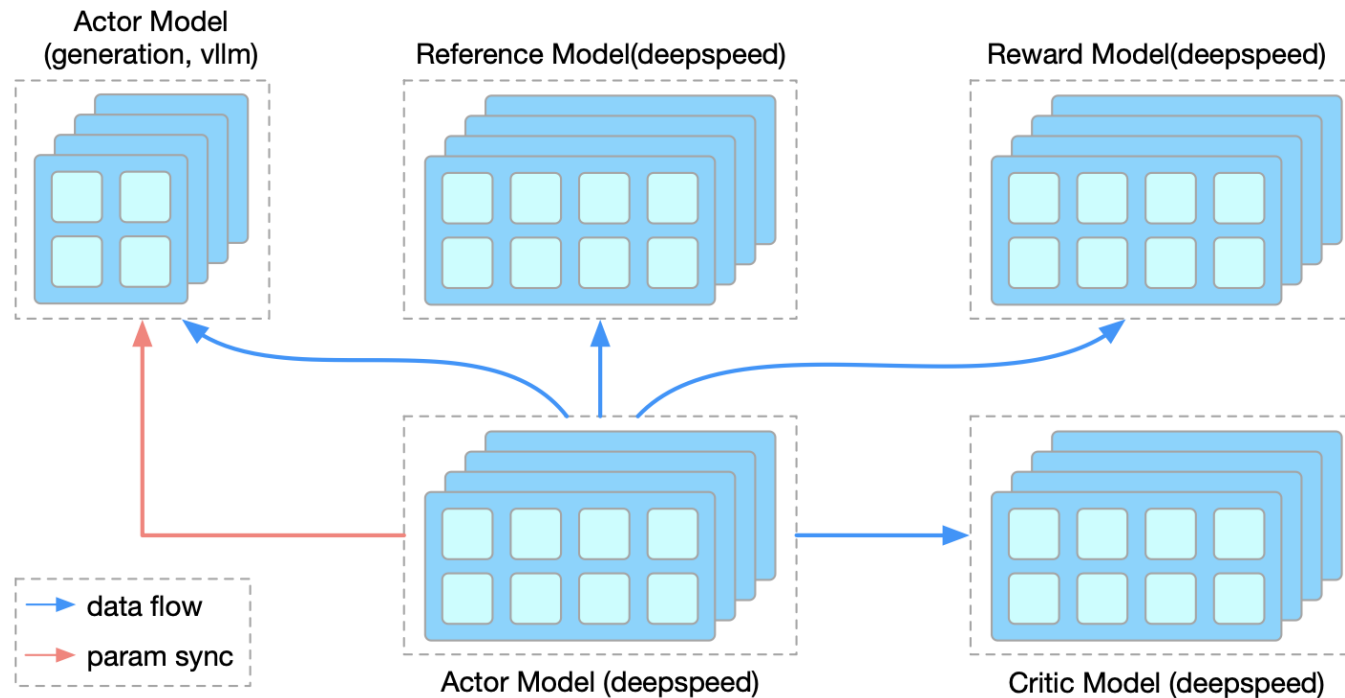 Actor Model
(generation, vllm)
Reference Model(deepspeed)
Reward Model(deepspeed)
data flow
param sync
Actor Model (deepspeed)
Critic Model (deepspeed)